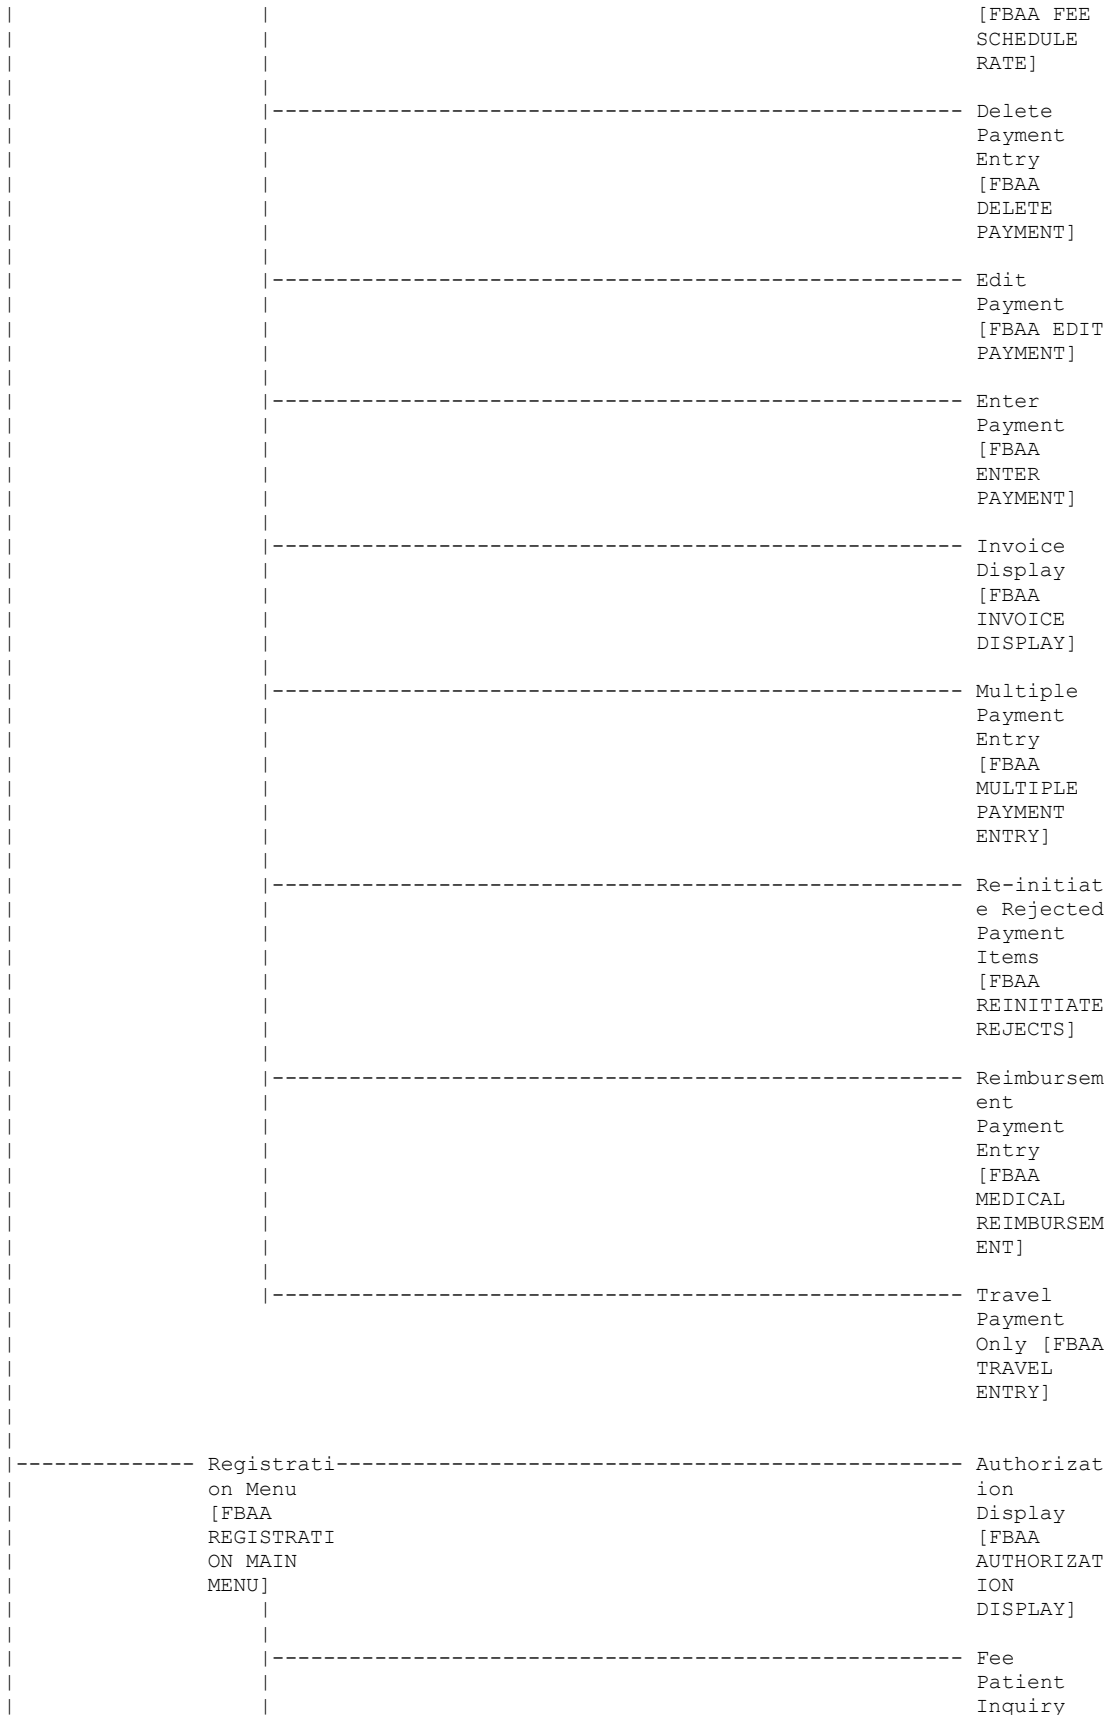 [FBAA FEE
SCHEDULE
RATE]
Delete
Payment
Entry
[FBAA
DELETE
PAYMENT]
Edit
Payment
[FBAA EDIT
PAYMENT]
Enter
Payment
[FBAA
ENTER
PAYMENT]
Invoice
Display
[FBAA
INVOICE
DISPLAY]
Multiple
Payment
Entry
[FBAA
MULTIPLE
PAYMENT
ENTRY]
Re-initiat
e Rejected
Payment
Items
[FBAA
REINITIATE
REJECTS]
Reimbursem
ent
Payment
Entry
[FBAA
MEDICAL
REIMBURSEM
ENT]
Travel
Payment
Only [FBAA
TRAVEL
ENTRY]
Registrati
on Menu
[FBAA
REGISTRATI
ON MAIN
MENU]
Authorizat
ion
Display
[FBAA
AUTHORIZAT
ION
DISPLAY]
Fee
Patient
Inquiry